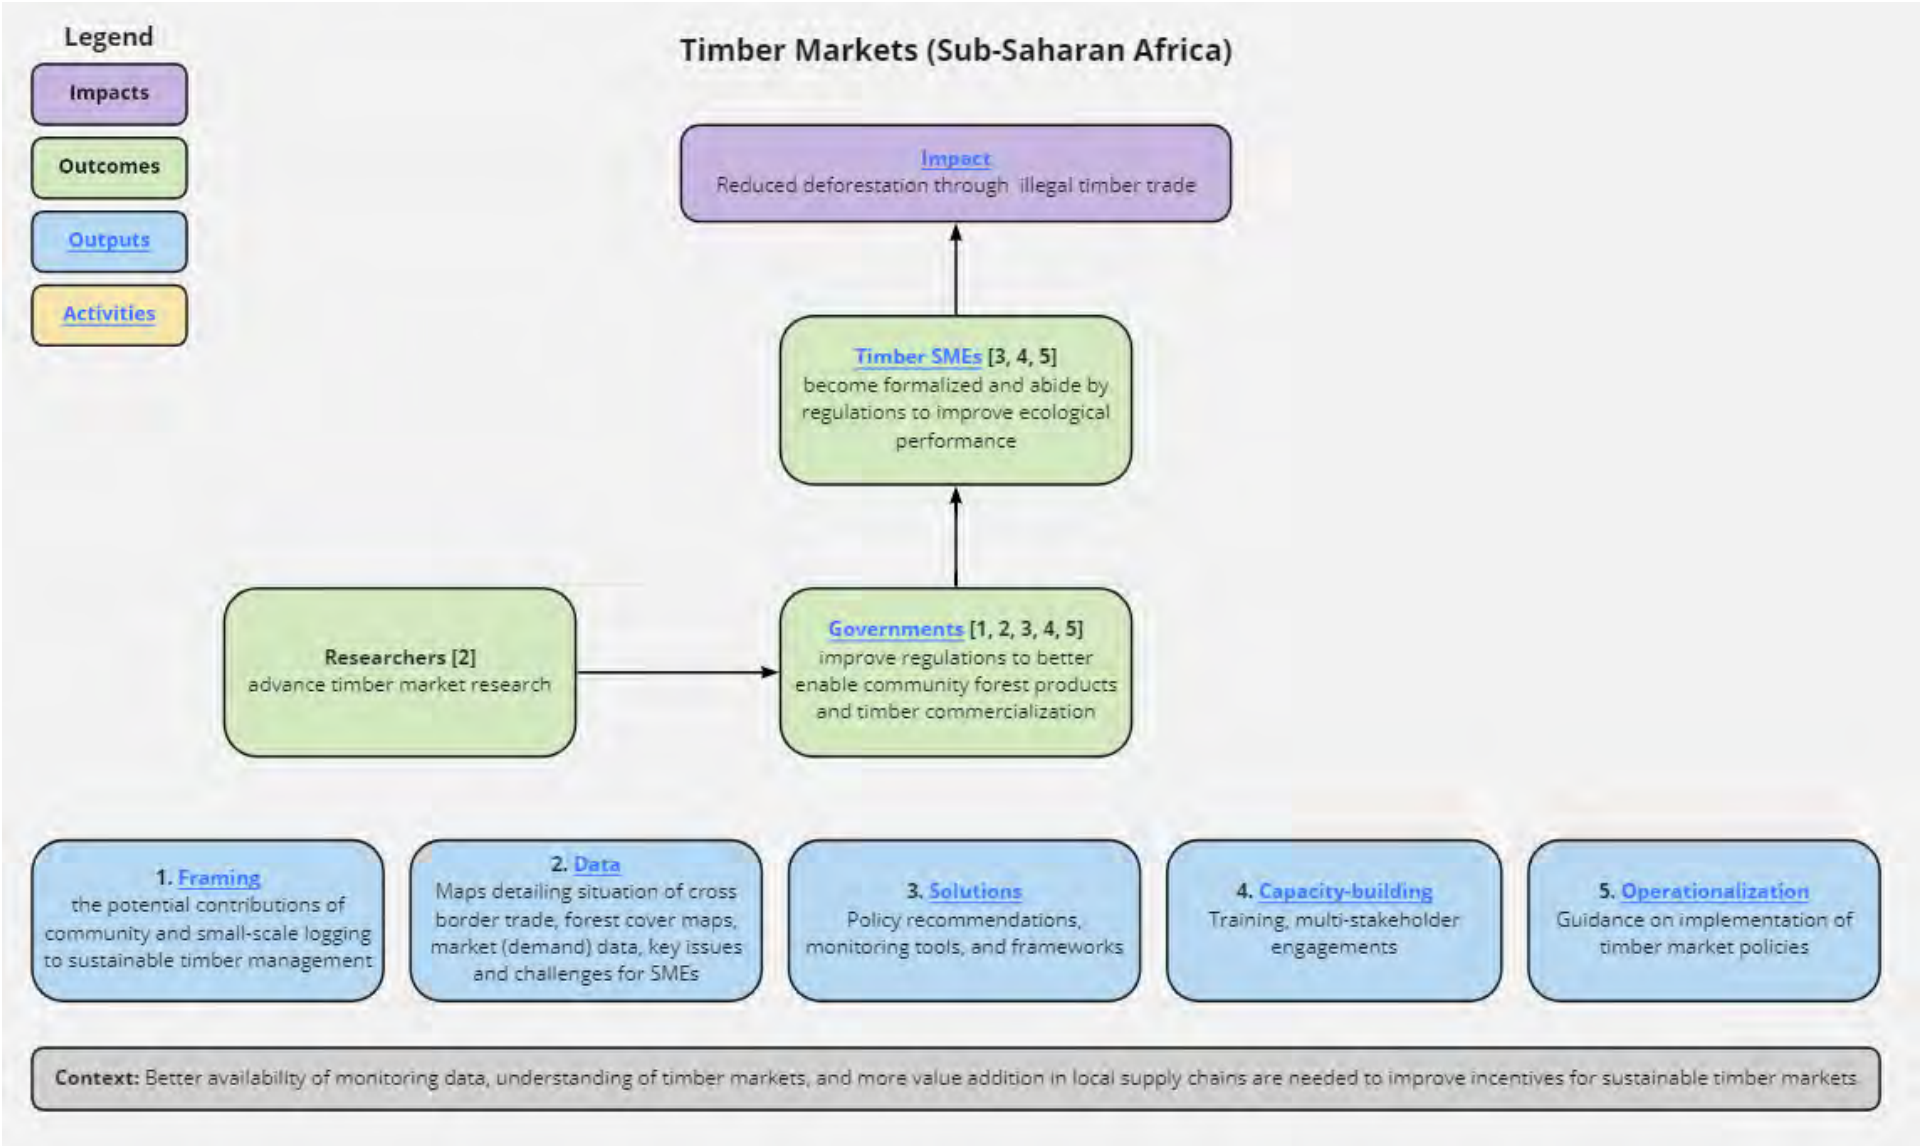 Legend
Impacts
Outcomes
Outputs
Activities
Timber Markets (Sub-Saharan Africa)
Impact
Reduced deforestation through illegal timber trade
Timber SMEs [3, 4, 5]
become formalized and abide by
regulations to improve ecological
performance
Researchers [2]
advance timber market research
Governments [1, 2, 3, 4, 5]
improve regulations to better
enable community forest products
and timber commercialization
1. Framing
the potential contributions of
community and small-scale logging
to sustainable timber management
2. Data
Maps detailing situation of cross
border trade, forest cover maps,
market (demand) data, key issues
and challenges for SMEs
3. Solutions
Policy recommendations,
monitoring tools, and frameworks
4. Capacity-building
Training, multi-stakeholder
engagements
5. Operationalization
Guidance on implementation of
timber market policies
Context: Better availability of monitoring data, understanding of timber markets, and more value addition in local supply chains are needed to improve incentives for sustainable timber markets